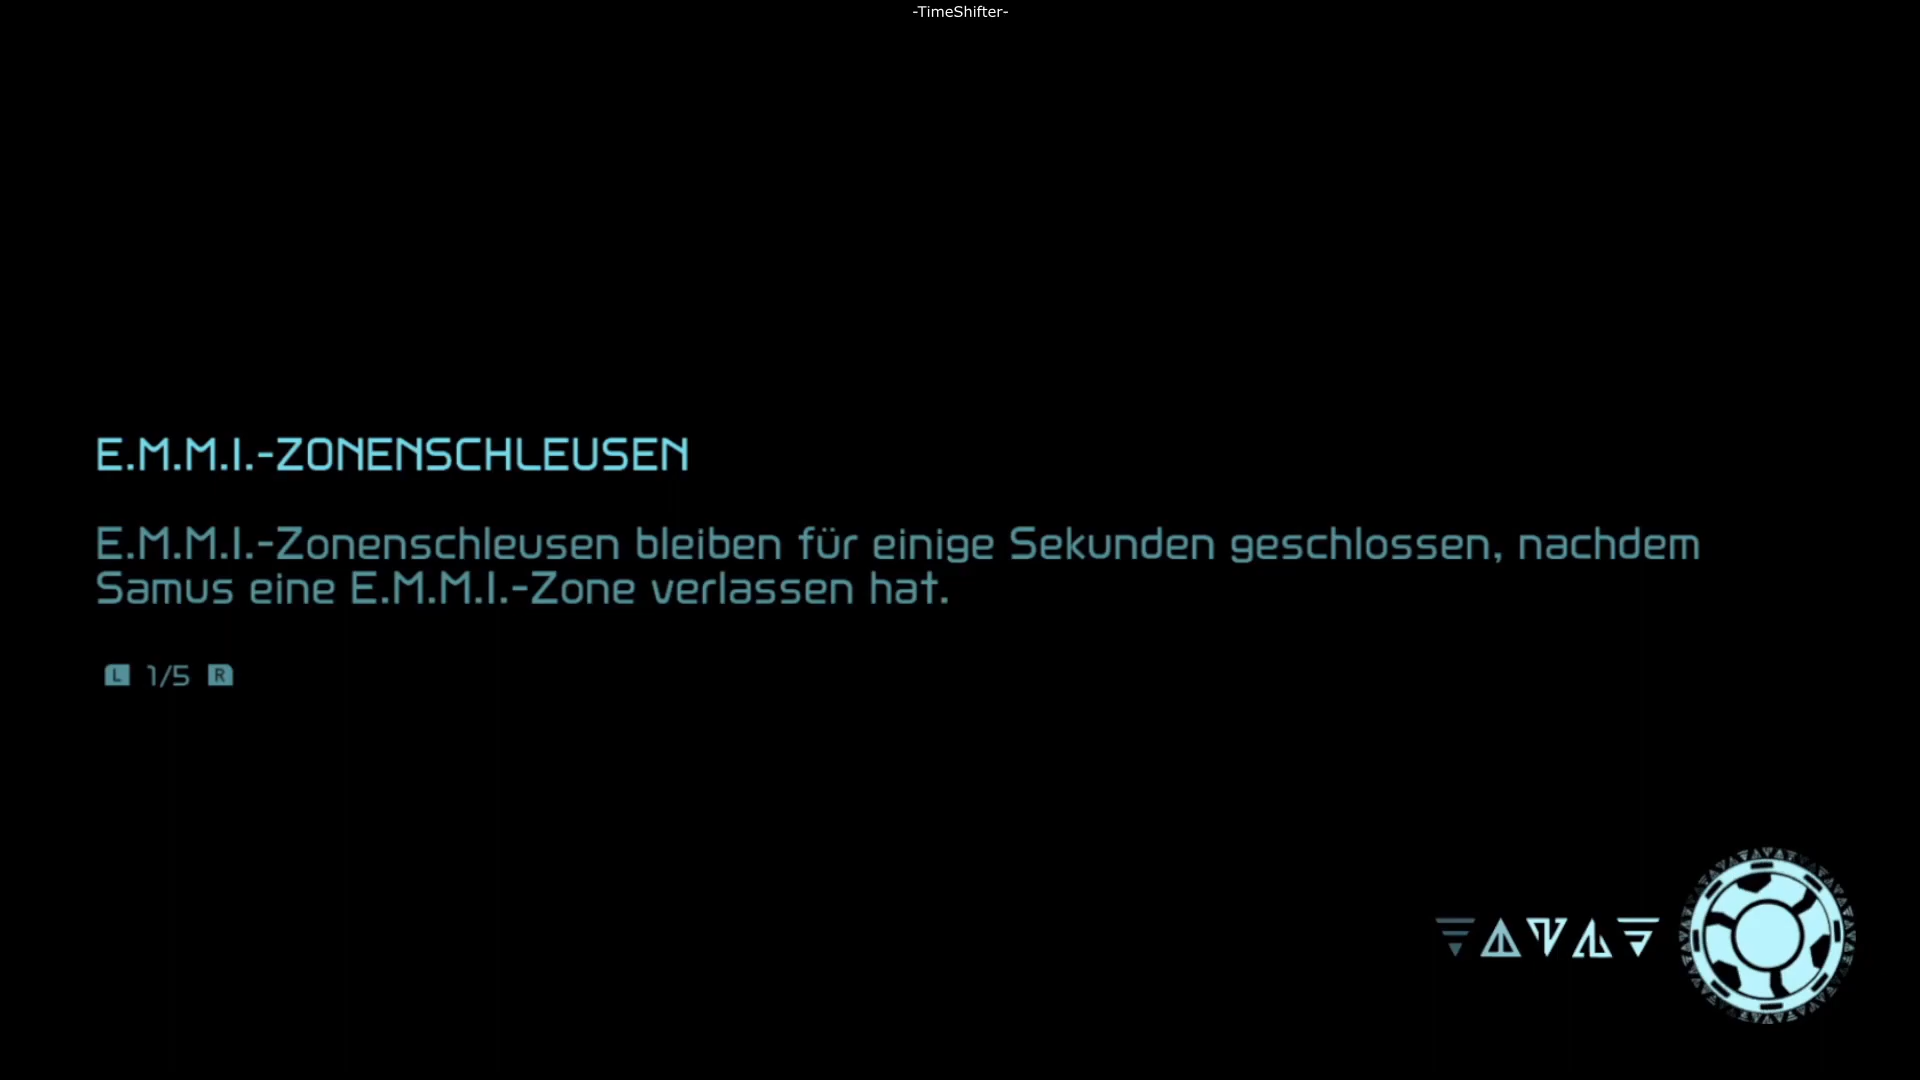 -TimeShifter-
E.M.M.I.-ZONENSCHLEUSEN
E.M.M.I.-Zonenschleusen bleiben für einige Sekunden geschlossen, nachdem
Samus eine E.M.M.I.-Zone verlassen hat.
L 1/5 R